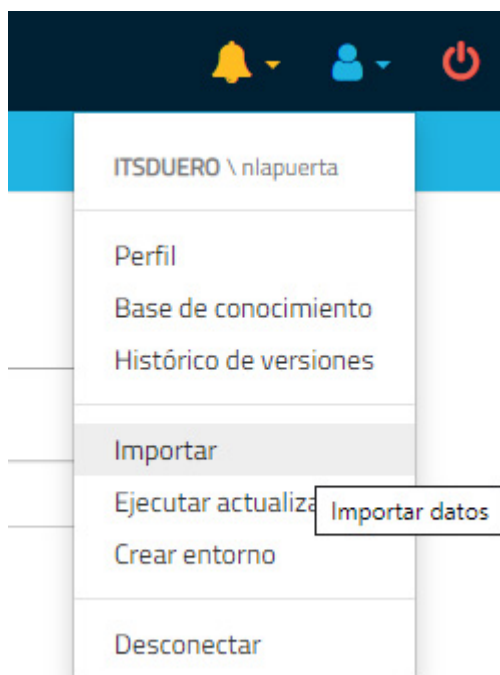 ITSDUERO \ nlapuerta
Perfil
Base de conocimiento
Histórico de versiones
Importar
Ejecutar actualiza
Importar datos
Crear entorno
Desconectar